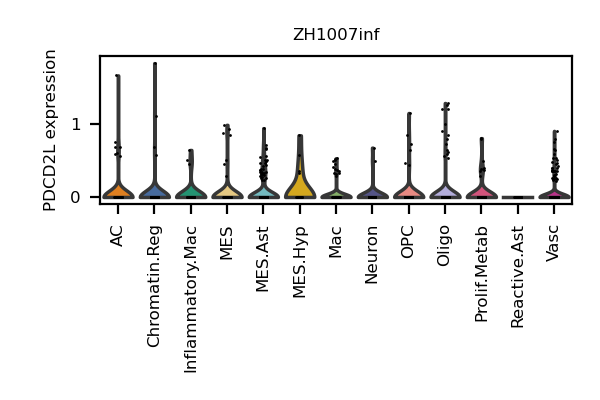 ZH1007inf
PDCD2L expression
1
0
AC
Chromatin.Reg
Inflammatory.Mac
MES
MES.Ast
MES.Hyp
Mac
Neuron
OPC
Oligo
Prolif.Metab
Reactive.Ast
Vasc